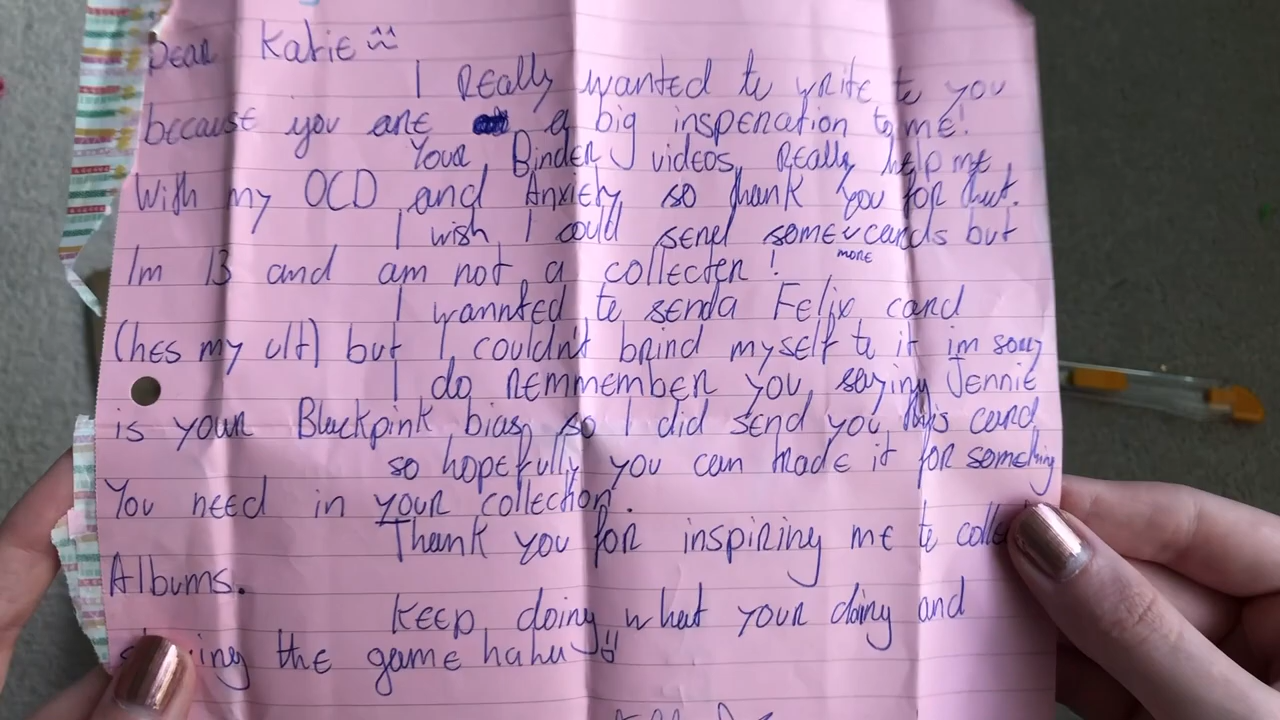 Dear Katie
I Really wanted to write to you
because you are a big insperation to me!
Your Binder videos Really help me
With my OCD and Anxiety, so thank you for that.
I wish I could send some more cards but
Im 13 and am not a collecter!
I wannted to send a Felix card
(hes my ult) but I couldn't brind myself to it im sorry
I do remmember you saying Jennie
is your Blackpink bias so I did send you this card
so hopefully you can trade it for something
You need in your collection.
Thank you for inspiring me to
Albums.
Keep doing what your doing and
the game haha